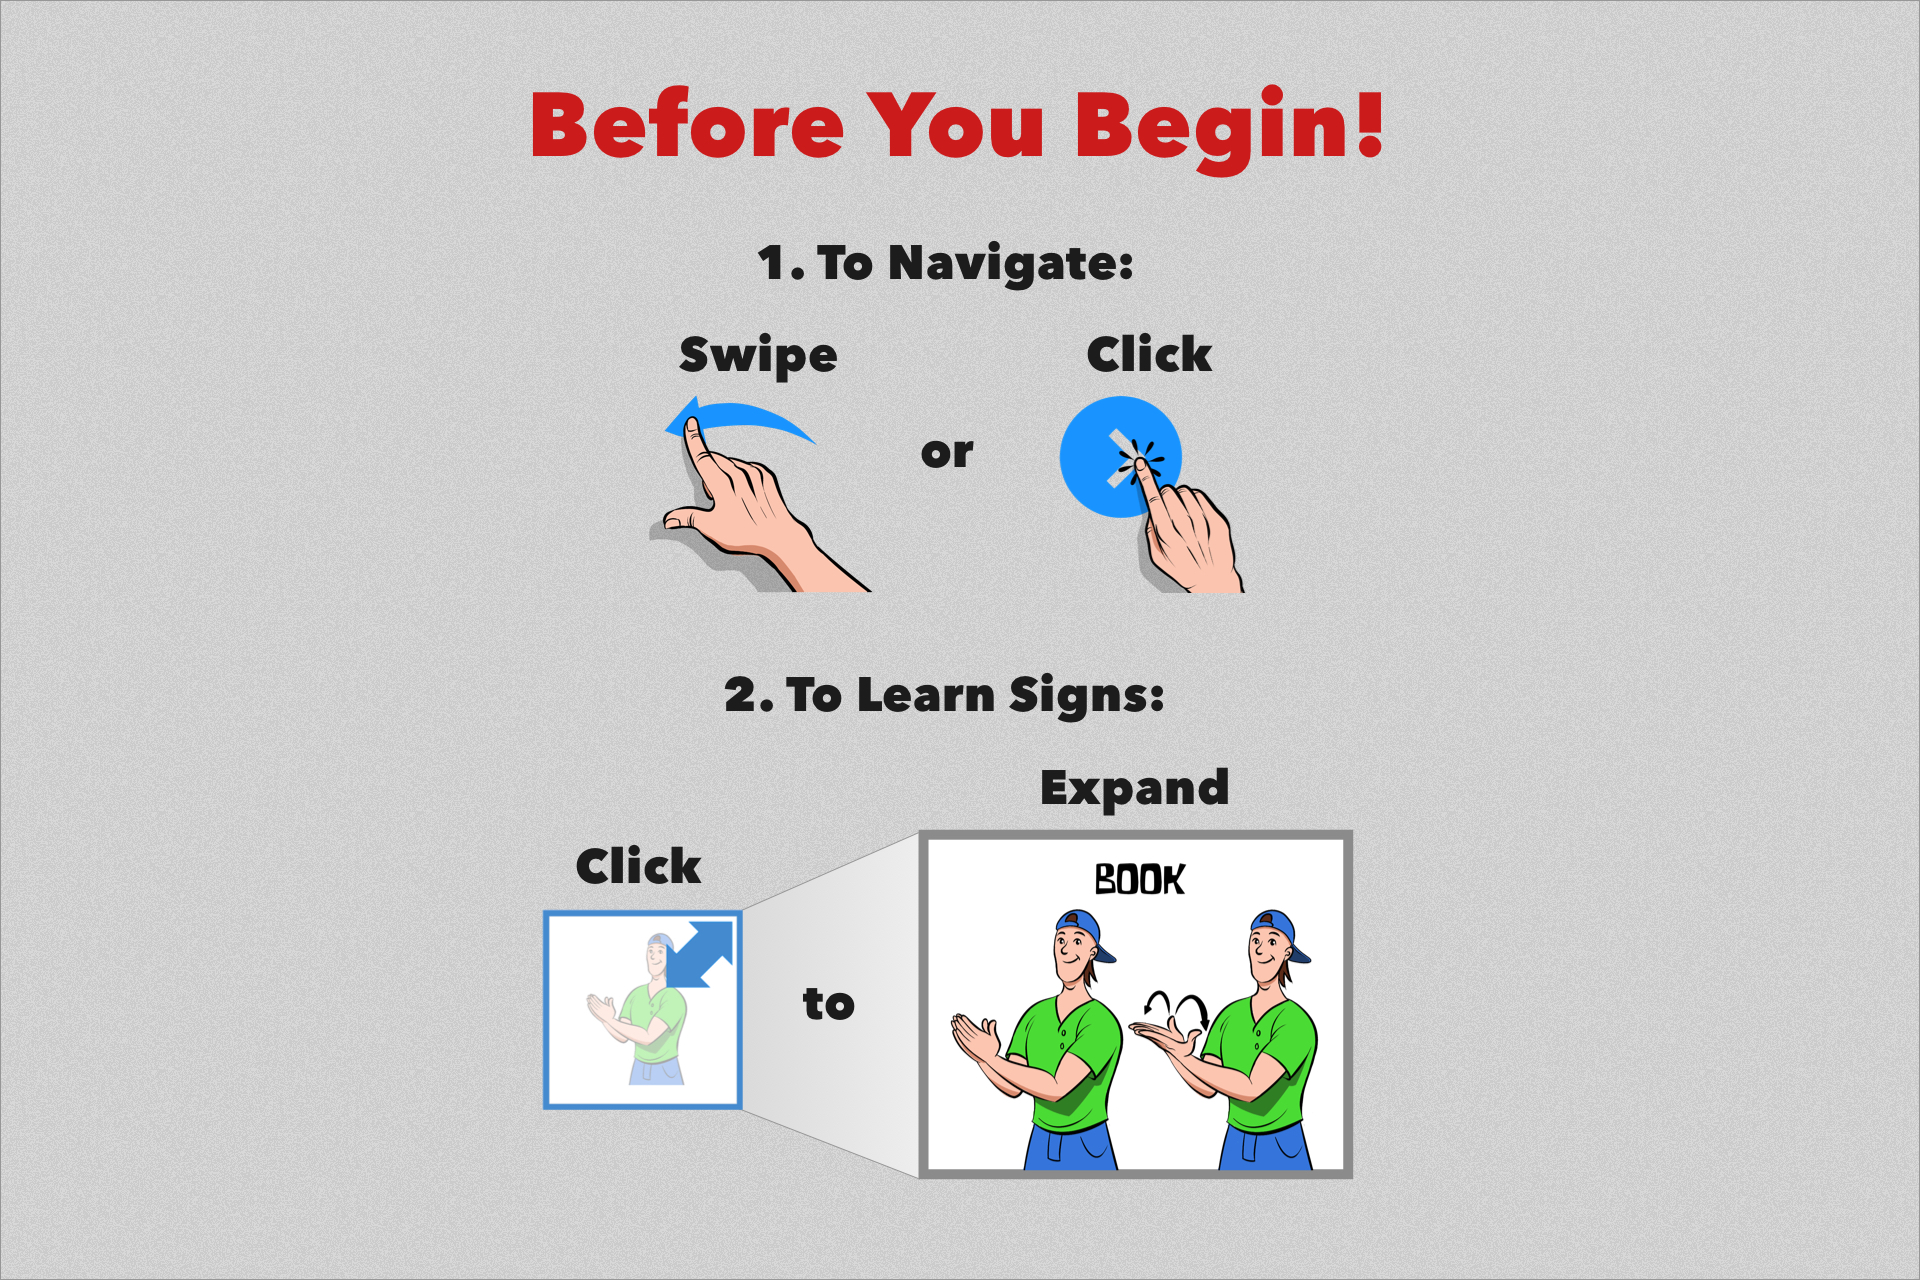 Before You Begin!
1. To Navigate:
Swipe
or
Click
2. To Learn Signs:
Click
to
Expand
BOOK